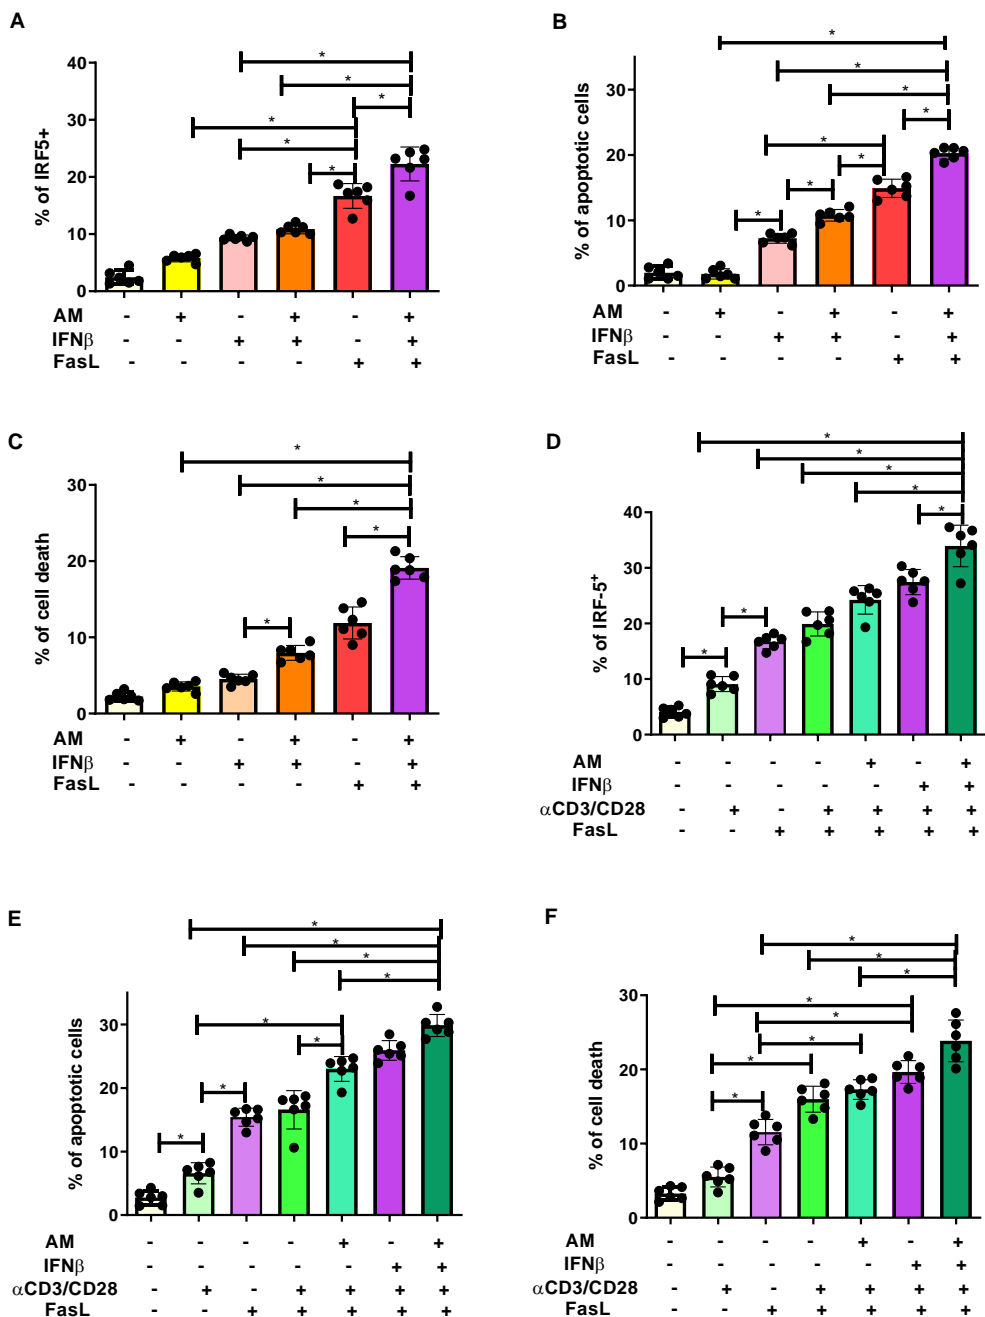 A
% of IRF5+
40
30
20
10
0
* * * * * *
AM - + - + - +
IFNβ - - + + - +
FasL - - - - + +
B
% of apoptotic cells
30
20
10
0
* * * * * * * *
AM - + - + - +
IFNβ - - + + - +
FasL - - - - + +
C
% of cell death
30
20
10
0
* * * * *
AM - + - + - +
IFNβ - - + + - +
FasL - - - - + +
D
% of IRF-5+
40
30
20
10
0
* * * * * * *
AM - - - - + - +
IFNβ - - - - - + +
αCD3/CD28 - + - + + + +
FasL - - + + + + +
E
% of apoptotic cells
30
20
10
0
* * * * * * * *
AM - - - - + - +
IFNβ - - - - - + +
αCD3/CD28 - + - + + + +
FasL - - + + + + +
F
% of cell death
30
20
10
0
* * * * * * * *
AM - - - - + - +
IFNβ - - - - - + +
αCD3/CD28 - + - + + + +
FasL - - + + + + +